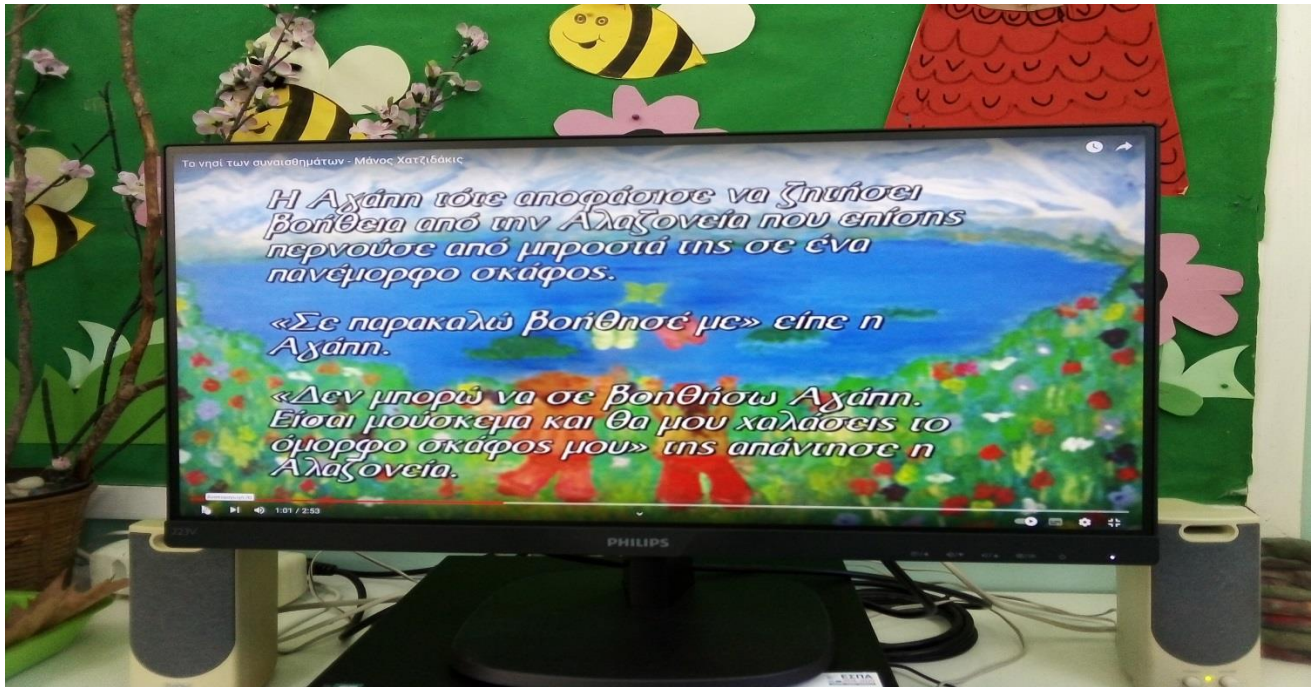 Το νησί των συναισθημάτων - Μάνος Χατζιδάκις
Η Αγάπη τότε αποφάσισε να ζητήσει
βοήθεια από την Αλαζονεία που επίσης
περνούσε από μπροστά της σε ένα
πανέμορφο σκάφος.
«Σε παρακαλώ βοήθησέ με» είπε η
Αγάπη.
«Δεν μπορώ να σε βοηθήσω Αγάπη.
Είσαι μούσκεμα και θα μου χαλάσεις το
όμορφο σκάφος μου» της απάντησε η
Αλαζονεία.
1:01 / 2:53
223V
PHILIPS
ΕΣΠΑ